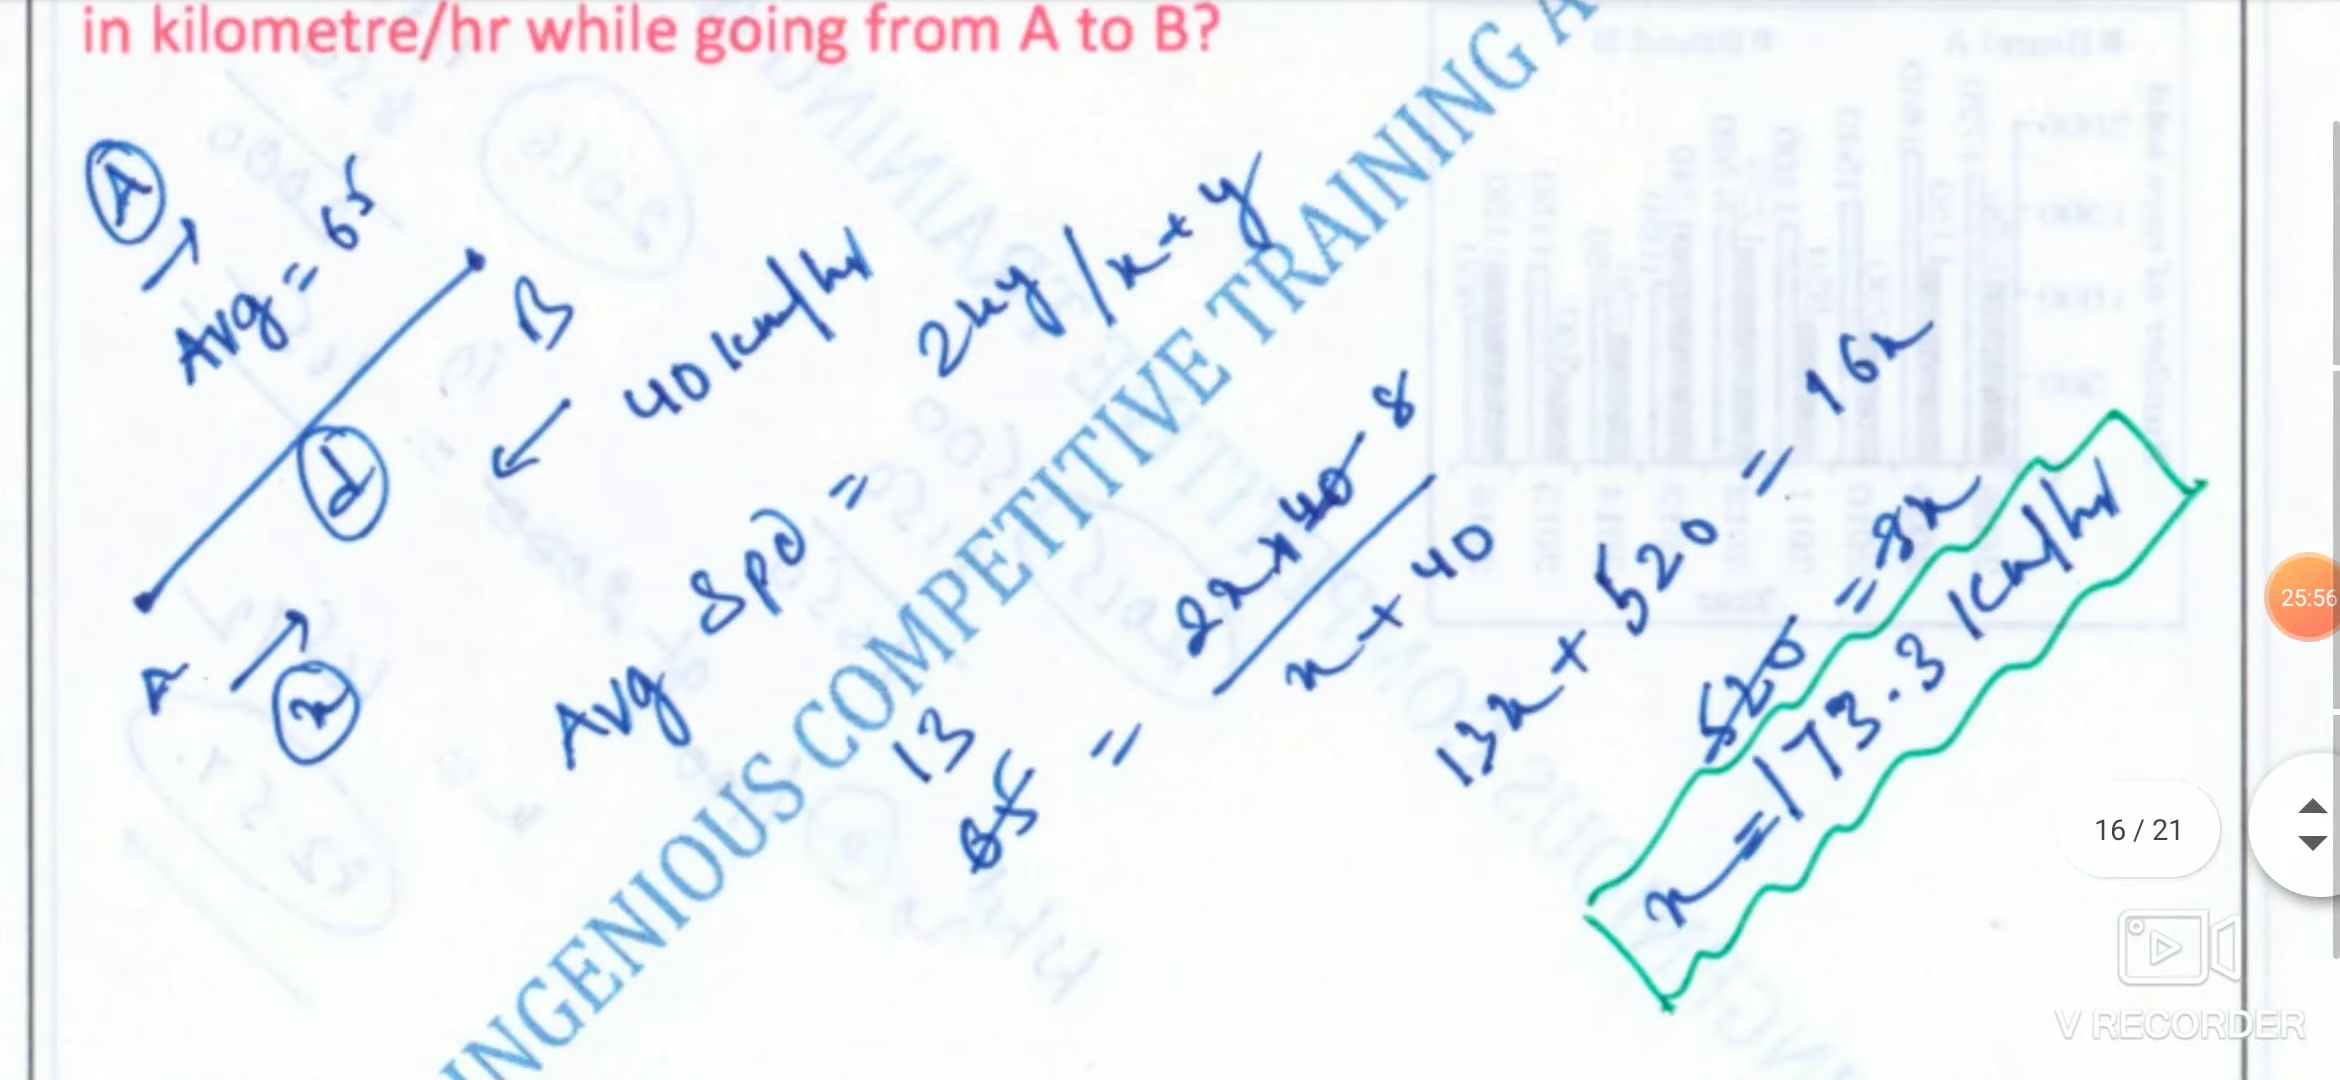 in kilometre/hr while going from A to B?
A
Avg = 65
B
d
40 km/hr
A
x
Avg Spd = 2xy/x+y
13
65 = 2x×40 8
x+40
13x+520 = 16x
520 = 3x
x = 173.3 km/hr
INGENIOUS COMPETITIVE TRAINING A
25:56
16 / 21
V RECORDER